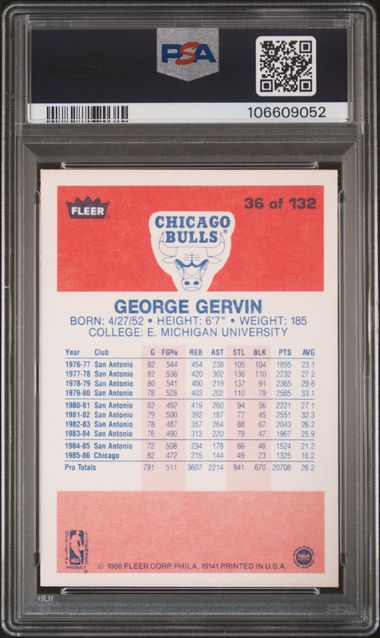 PSA
106609052
FLEER
36 of 132
CHICAGO
BULLS®
GEORGE GERVIN
BORN: 4/27/52 • HEIGHT: 6'7" • WEIGHT: 185
COLLEGE: E. MICHIGAN UNIVERSITY
Year Club G FG% REB AST STL BLK PTS AVG
1976-77 San Antonio 82 544 454 238 105 104 1895 23.1
1977-78 San Antonio 82 536 420 302 136 110 2232 27.2
1978-79 San Antonio 80 541 400 219 137 91 2365 29.6
1979-80 San Antonio 78 528 403 202 110 79 2585 33.1
1980-81 San Antonio 82 492 419 260 94 56 2221 27.1
1981-82 San Antonio 79 500 392 187 77 45 2551 32.3
1982-83 San Antonio 78 487 357 264 88 67 2043 26.2
1983-84 San Antonio 76 490 313 220 79 47 1967 25.9
1984-85 San Antonio 72 508 234 178 66 48 1524 21.2
1985-86 Chicago 82 472 215 144 49 23 1325 16.2
Pro Totals 791 511 3607 2214 941 670 20708 26.2
OFFICIAL LICENSED
NBA
PRODUCT
© 1986 FLEER CORP. PHILA. 19141 PRINTED IN U.S.A.